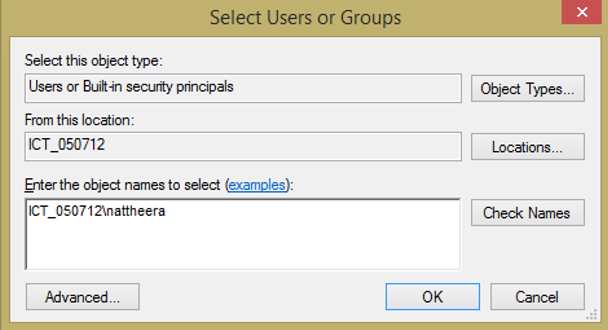 Select Users or Groups
Select this object type:
Users or Built-in security principals
Object Types...
From this location:
ICT_050712
Locations...
Enter the object names to select (examples):
ICT_050712\nattheera
Check Names
Advanced...
OK
Cancel